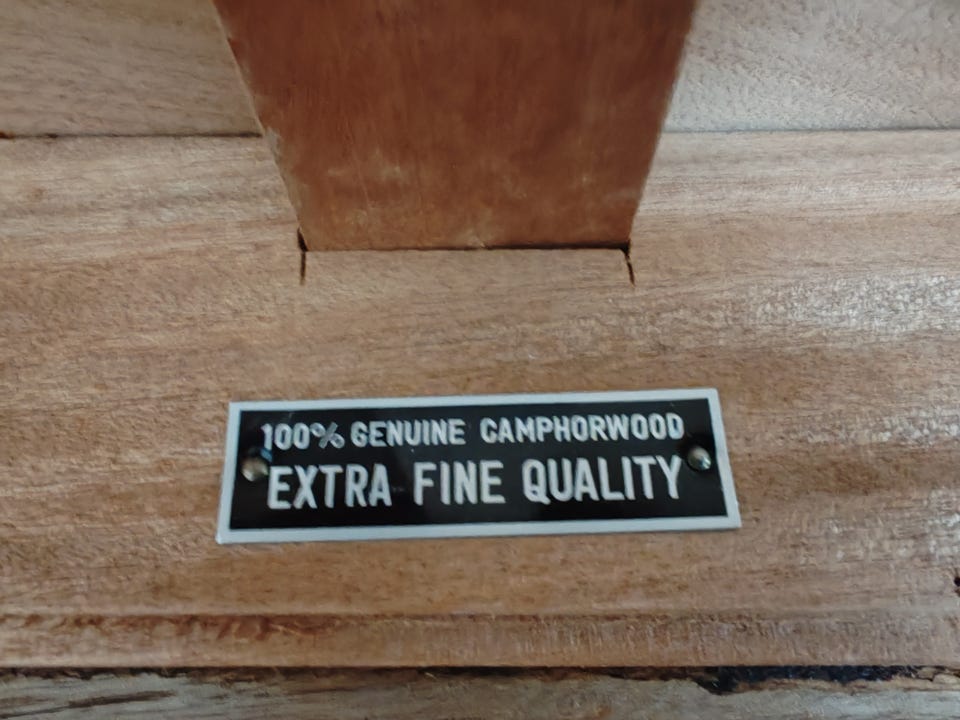 100% GENUINE CAMPHORWOOD
EXTRA FINE QUALITY